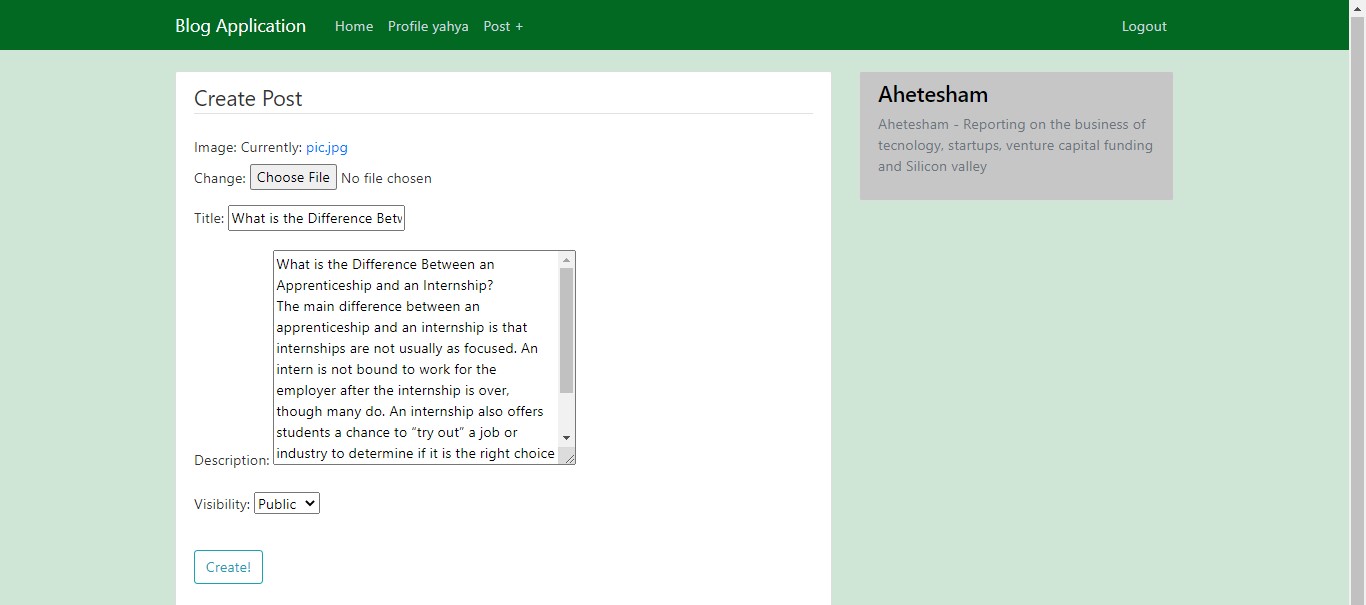 Blog Application Home Profile yahya Post + Logout
Create Post
Image: Currently: pic.jpg
Change: Choose File No file chosen
Title: What is the Difference Betw
What is the Difference Between an
Apprenticeship and an Internship?
The main difference between an
apprenticeship and an internship is that
internships are not usually as focused. An
intern is not bound to work for the
employer after the internship is over,
though many do. An internship also offers
students a chance to “try out” a job or
industry to determine if it is the right choice
Description:
Visibility: Public
Create!
Ahetesham
Ahetesham - Reporting on the business of
tecnology, startups, venture capital funding
and Silicon valley